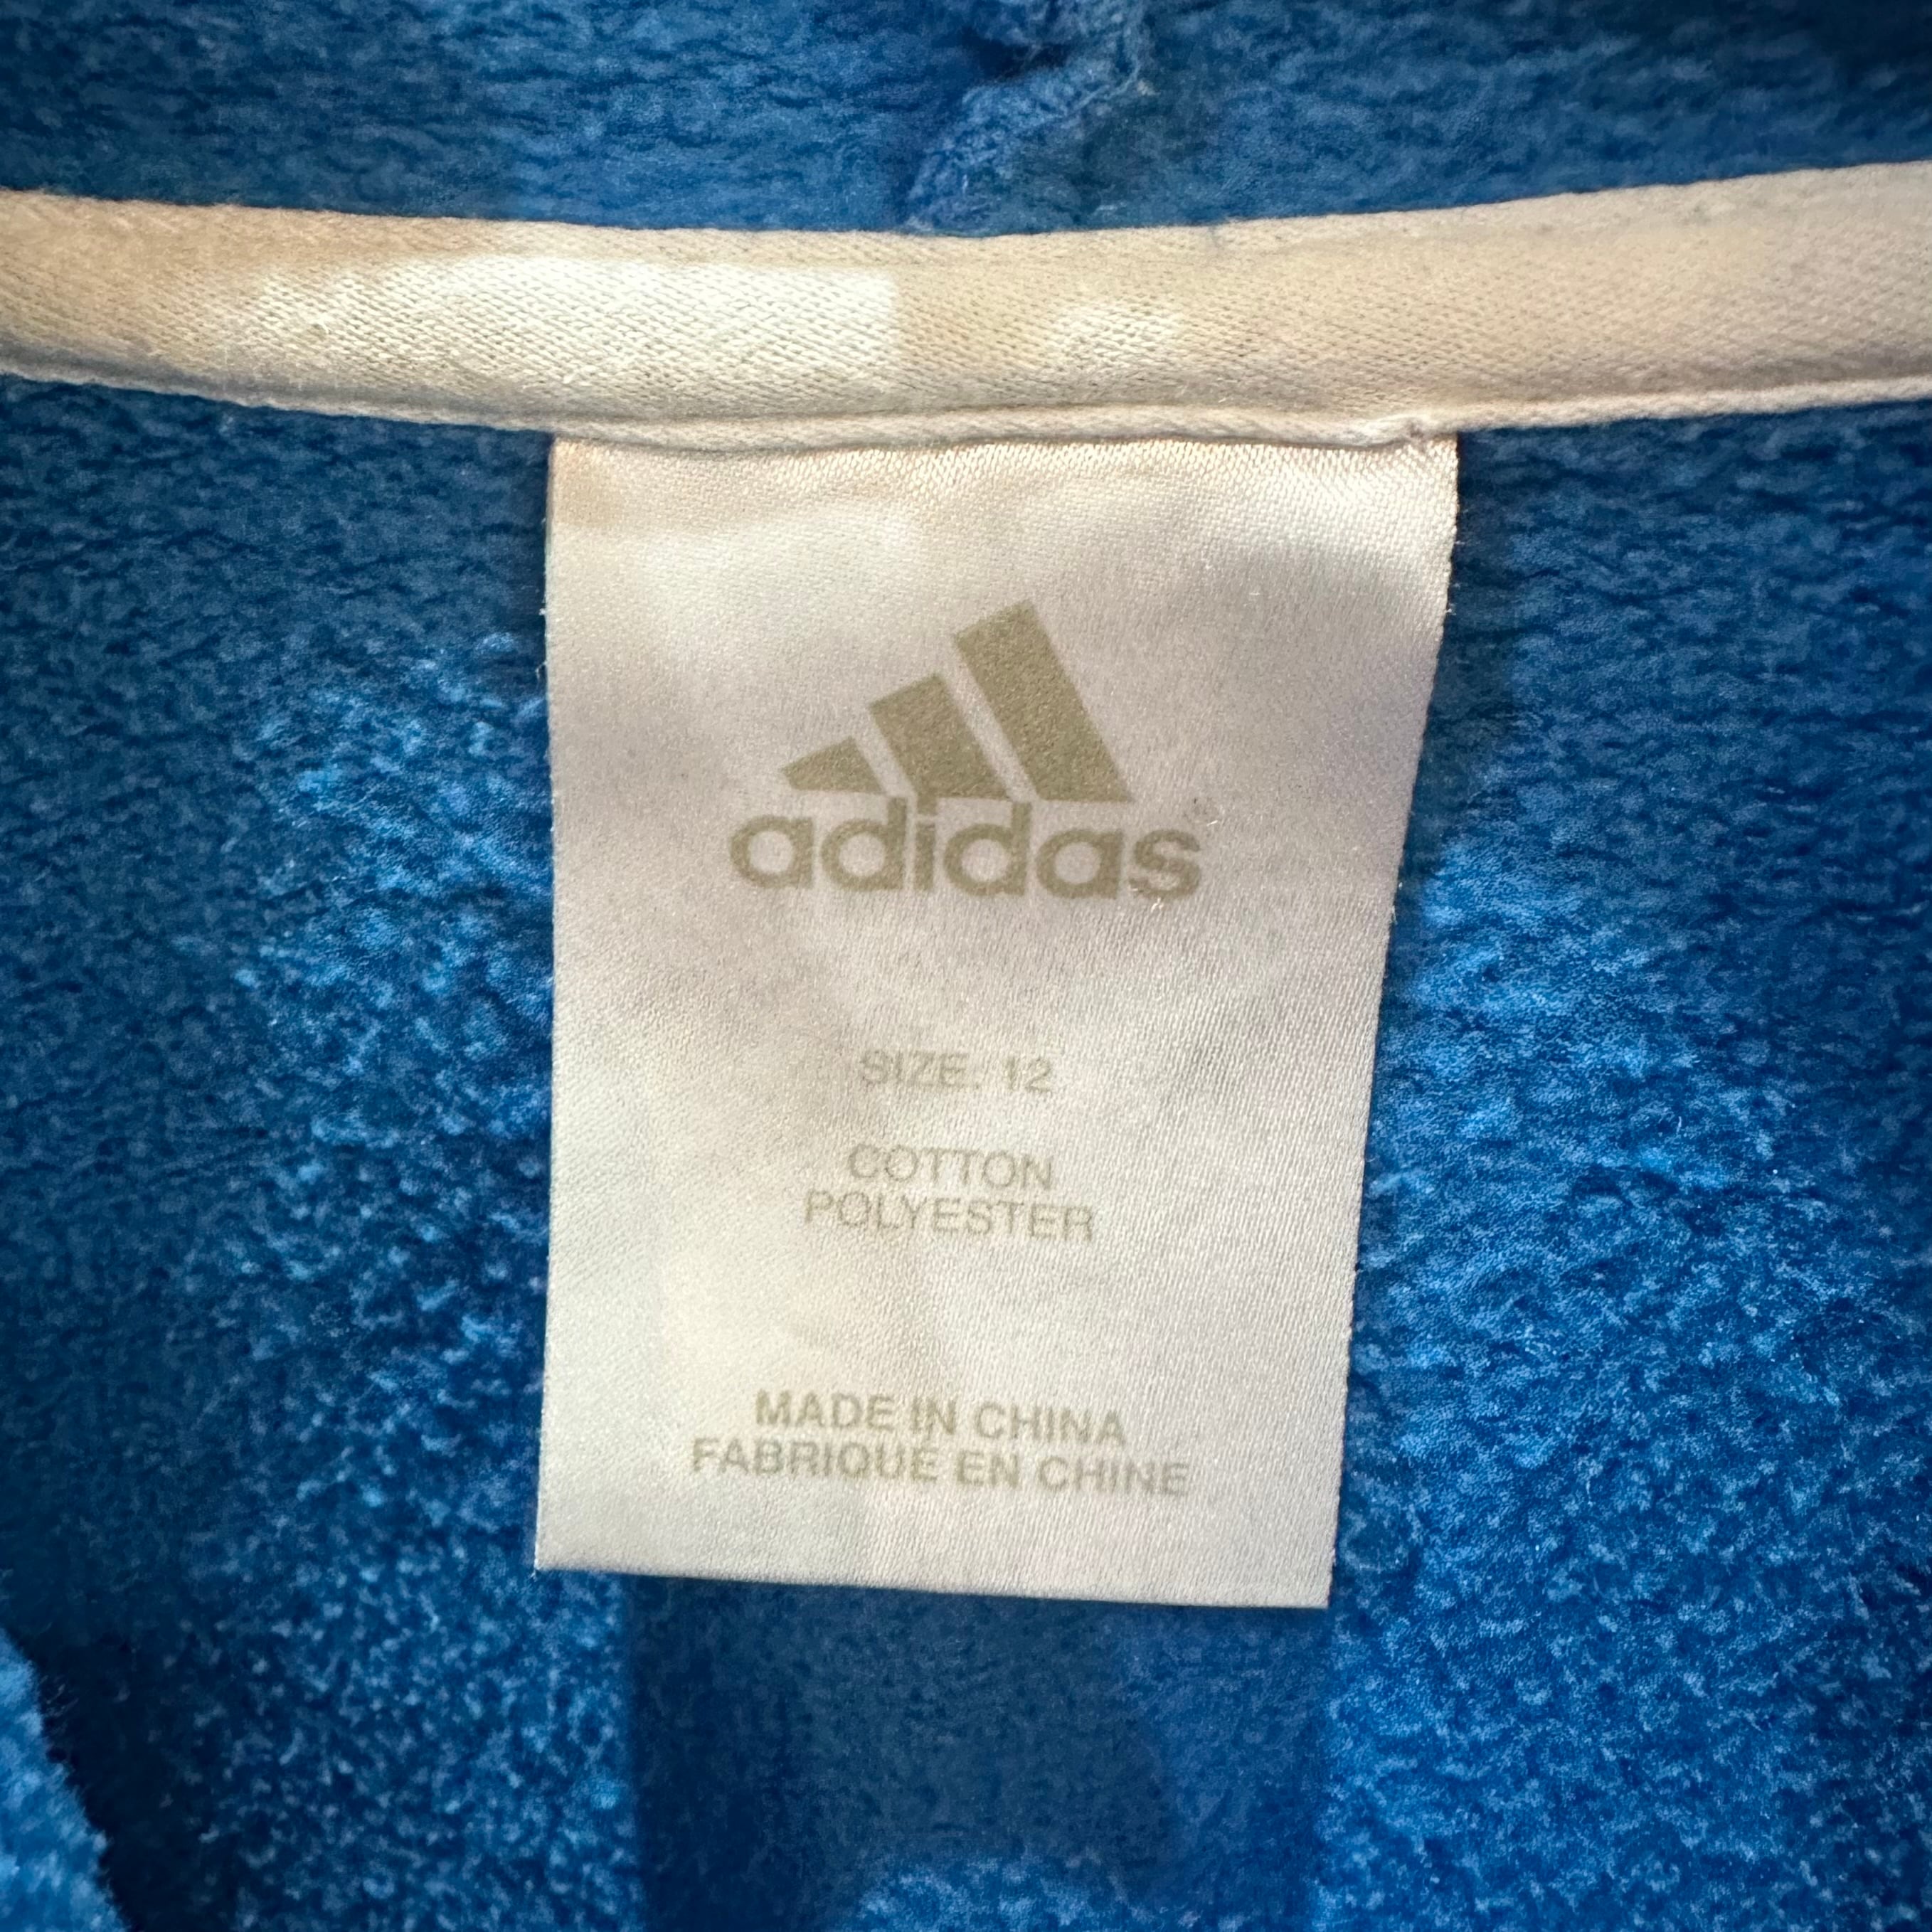 adidas®
SIZE: 12
COTTON
POLYESTER
MADE IN CHINA
FABRIQUÉ EN CHINE